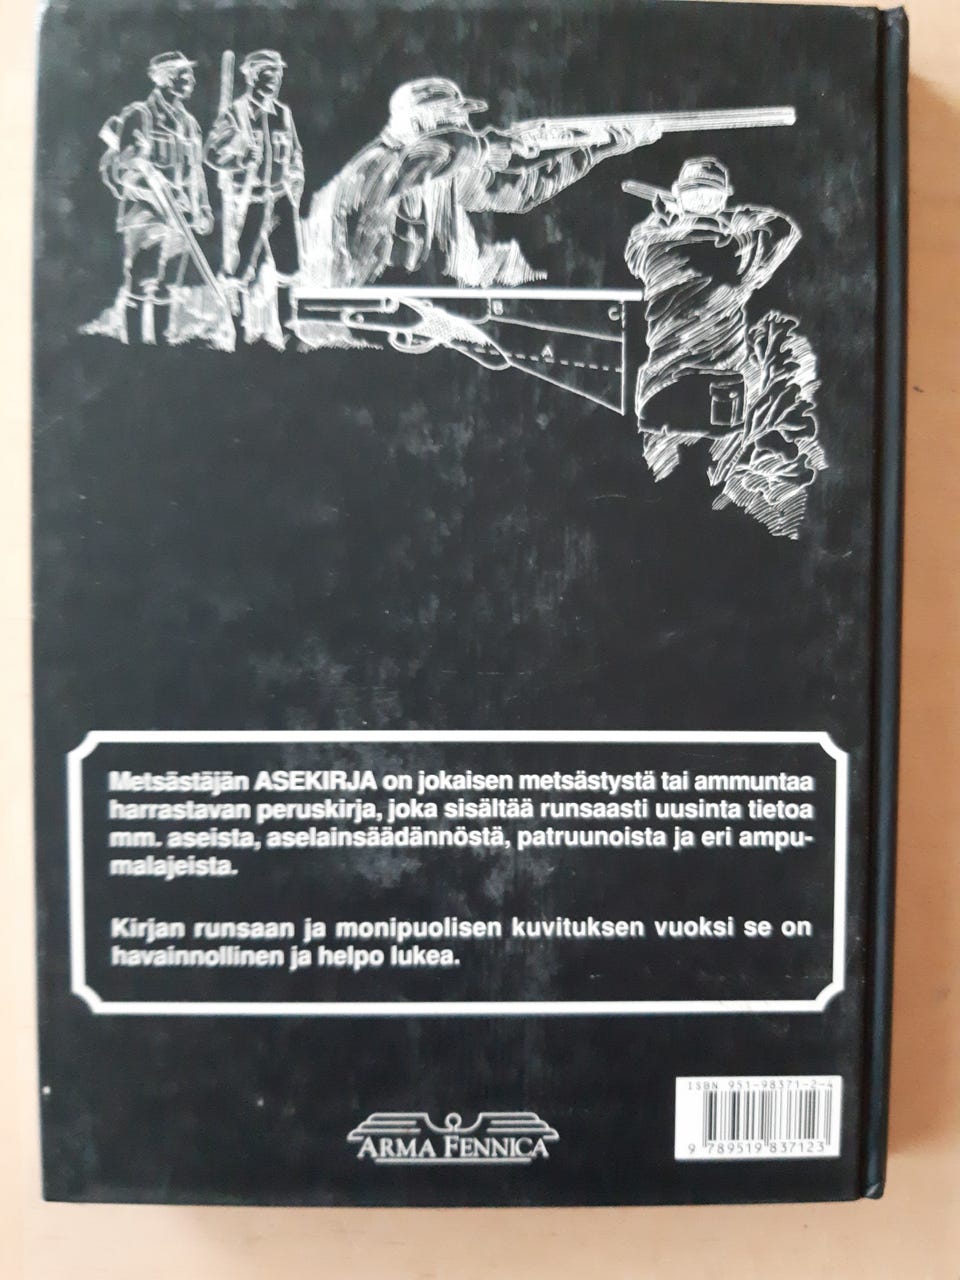 B
C
A
Metsästäjän ASEKIRJA on jokaisen metsästystä tai ammuntaa
harrastavan peruskirja, joka sisältää runsaasti uusinta tietoa
mm. aseista, aselainsäädännöstä, patruunoista ja eri ampu-
malajeista.
Kirjan runsaan ja monipuolisen kuvituksen vuoksi se on
havainnollinen ja helpo lukea.
ISBN 951-98371-2-4
9 789519 837123
ARMA FENNICA